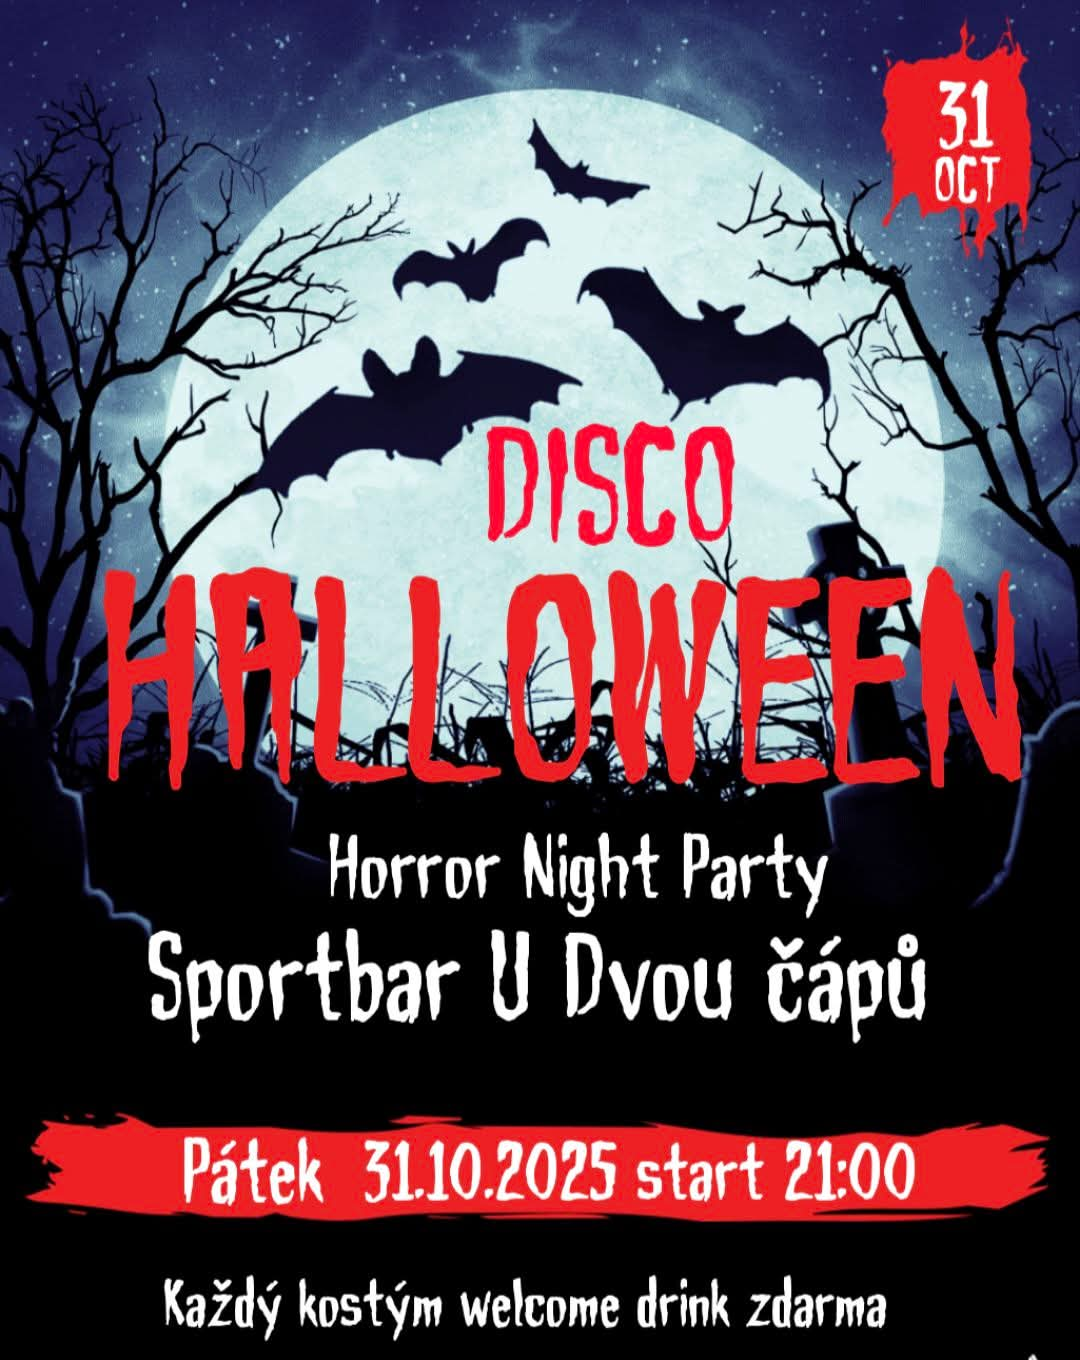 31
OCT
DISCO
HALLOWEEN
Horror Night Party
Sportbar U Dvou čápů
Pátek 31.10.2025 start 21:00
Každý kostým welcome drink zdarma